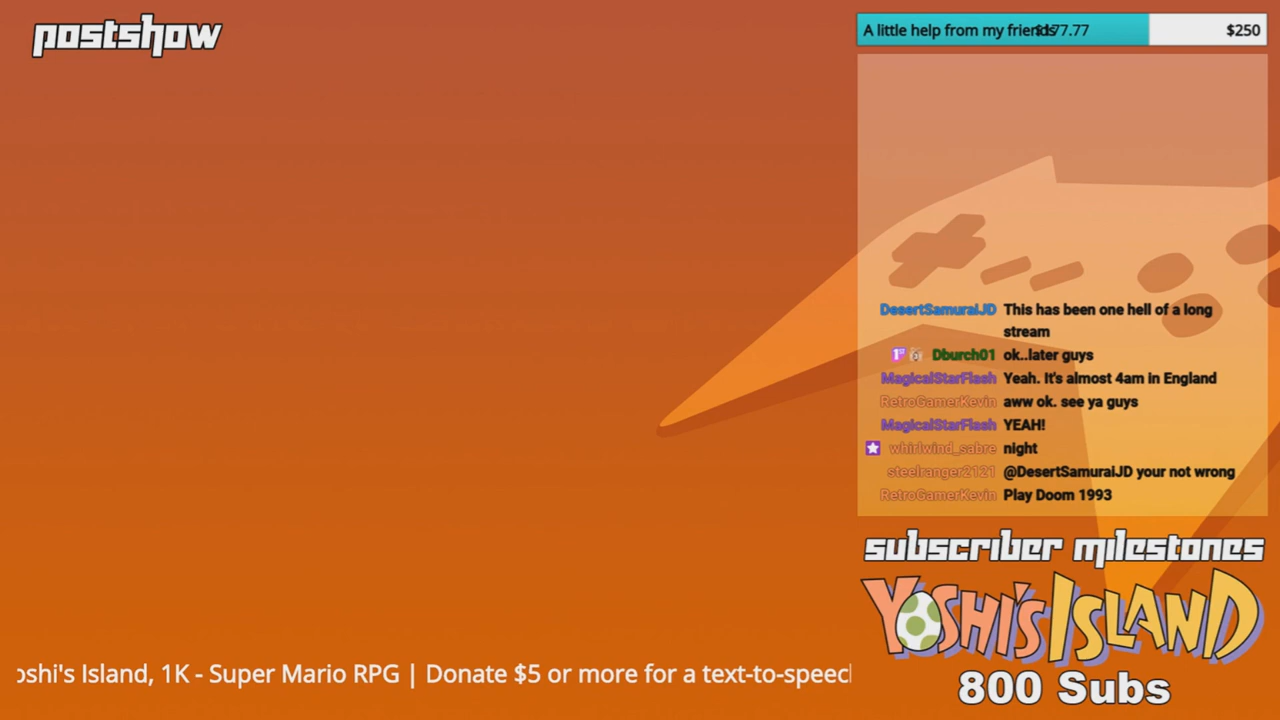 postshow
A little help from my friends $177.77 $250
DesertSamuraiJD This has been one hell of a long
stream
1st Dburch01 ok..later guys
MagicalStarFlash Yeah. It's almost 4am in England
RetroGamerKevin aww ok. see ya guys
MagicalStarFlash YEAH!
whirlwind_sabre night
steelranger2121 @DesertSamuraiJD your not wrong
RetroGamerKevin Play Doom 1993
subscriber milestones
YOSHI'S ISLAND
800 Subs
oshi's Island, 1K - Super Mario RPG | Donate $5 or more for a text-to-speech